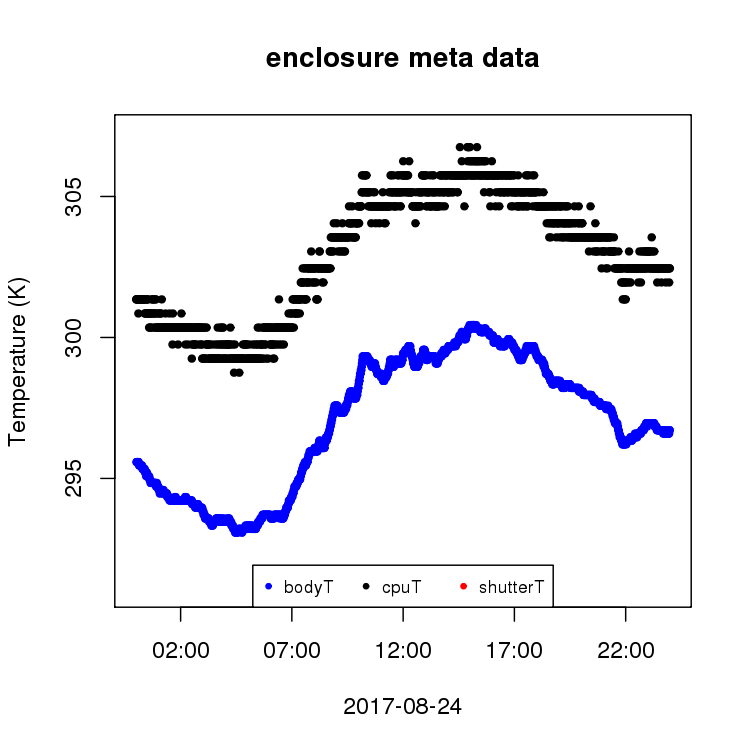 enclosure meta data
Temperature (K)
305
300
295
bodyT cpuT shutterT
02:00 07:00 12:00 17:00 22:00
2017-08-24